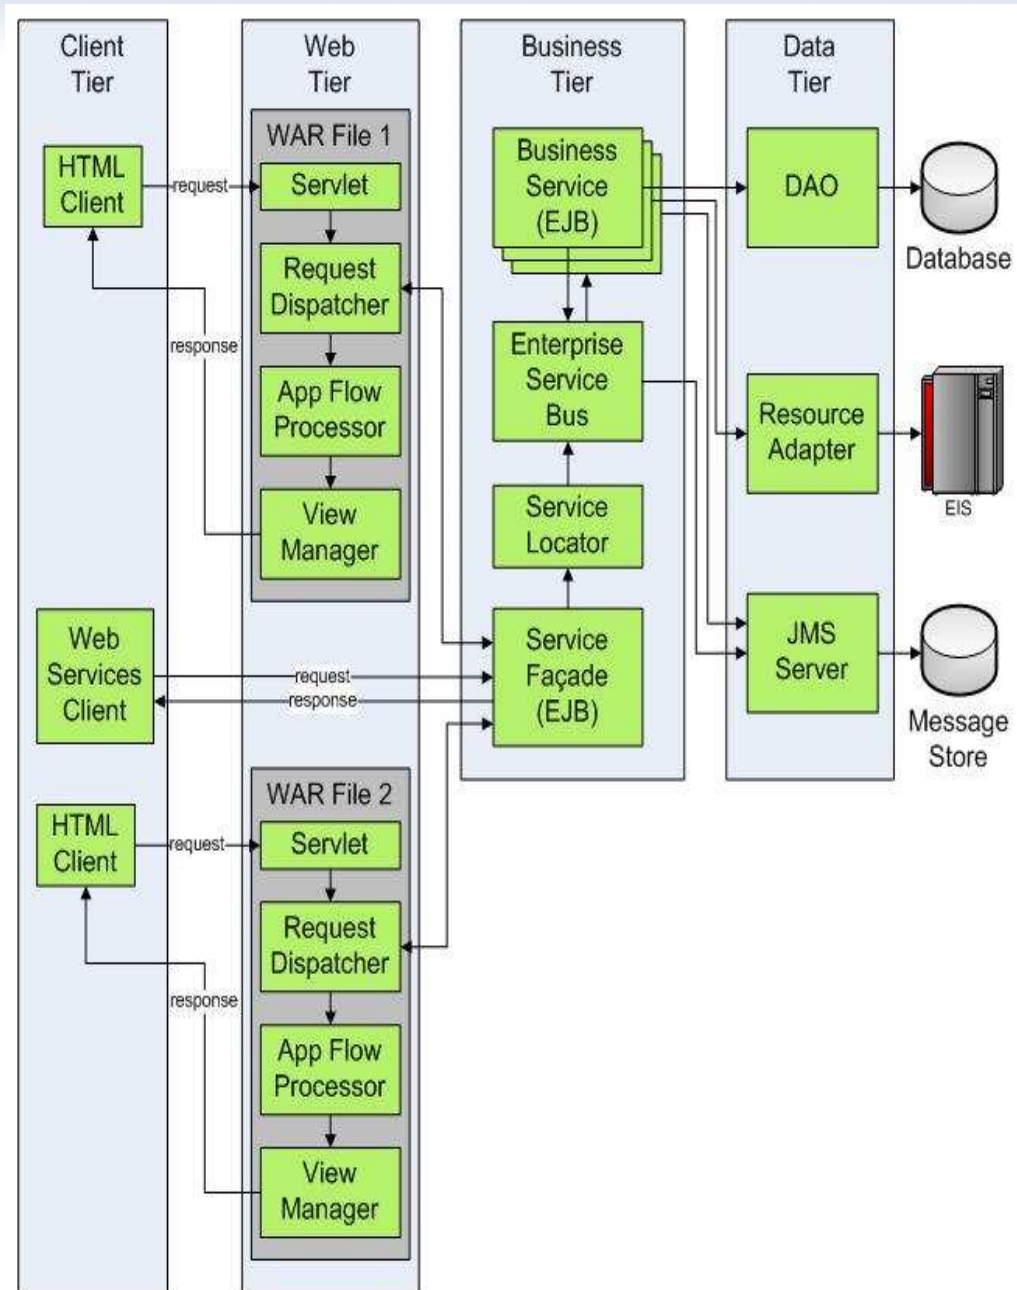 Client
Tier
Web
Tier
Business
Tier
Data
Tier
HTML
Client
request
response
WAR File 1
Servlet
Request
Dispatcher
App Flow
Processor
View
Manager
Business
Service
(EJB)
Enterprise
Service
Bus
Service
Locator
Service
Façade
(EJB)
DAO
Database
Resource
Adapter
EIS
JMS
Server
Message
Store
Web
Services
Client
request
response
HTML
Client
request
response
WAR File 2
Servlet
Request
Dispatcher
App Flow
Processor
View
Manager